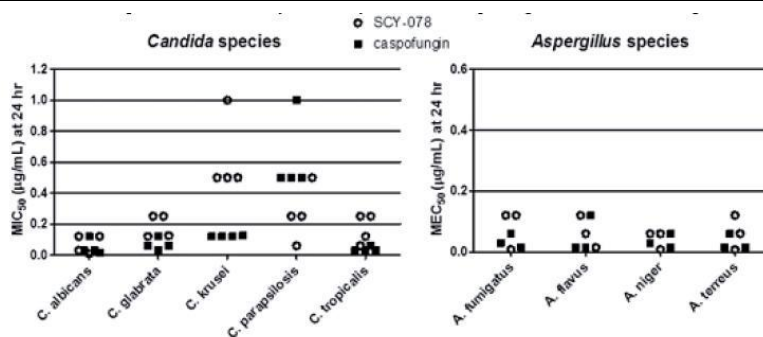 SCY-078
caspofungin
Candida species
MIC50 (µg/mL) at 24 hr
1.2
1.0
0.8
0.6
0.4
0.2
0.0
C. albicans
C. glabrata
C. krusei
C. parapsilosis
C. tropicalis
Aspergillus species
MEC50 (µg/mL) at 24 hr
0.6
0.4
0.2
0.0
A. fumigatus
A. flavus
A. niger
A. terreus